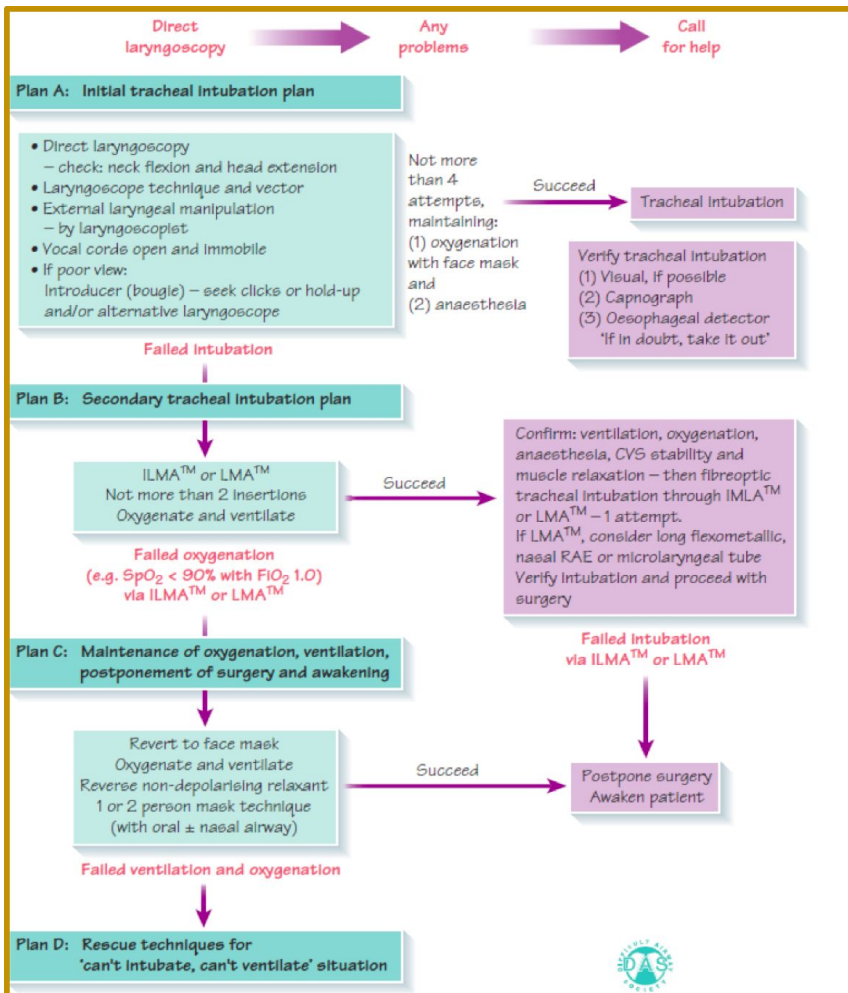 Direct
laryngoscopy
Any
problems
Call
for help
Plan A: Initial tracheal intubation plan
• Direct laryngoscopy
– check: neck flexion and head extension
• Laryngoscope technique and vector
• External laryngeal manipulation
– by laryngoscopist
• Vocal cords open and immobile
• If poor view:
Introducer (bougie) – seek clicks or hold-up
and/or alternative laryngoscope
Not more
than 4
attempts,
maintaining:
(1) oxygenation
with face mask
and
(2) anaesthesia
Succeed
Tracheal intubation
Verify tracheal intubation
(1) Visual, if possible
(2) Capnograph
(3) Oesophageal detector
'If in doubt, take it out'
Failed intubation
Plan B: Secondary tracheal intubation plan
ILMA™ or LMA™
Not more than 2 insertions
Oxygenate and ventilate
Succeed
Confirm: ventilation, oxygenation,
anaesthesia, CVS stability and
muscle relaxation – then fibreoptic
tracheal intubation through IMLA™
or LMA™ – 1 attempt.
If LMA™, consider long flexometallic,
nasal RAE or microlaryngeal tube
Verify intubation and proceed with
surgery
Failed oxygenation
(e.g. SpO₂ < 90% with FiO₂ 1.0)
via ILMA™ or LMA™
Failed intubation
via ILMA™ or LMA™
Plan C: Maintenance of oxygenation, ventilation,
postponement of surgery and awakening
Revert to face mask
Oxygenate and ventilate
Reverse non-depolarising relaxant
1 or 2 person mask technique
(with oral ± nasal airway)
Succeed
Postpone surgery
Awaken patient
Failed ventilation and oxygenation
Plan D: Rescue techniques for
'can't intubate, can't ventilate' situation
DIFFICULT AIRWAY
DAS
SOCIETY